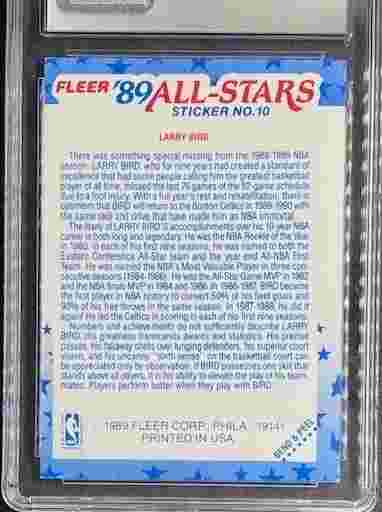 FLEER '89 ALL-STARS
STICKER NO. 10
LARRY BIRD
There was something special missing from the 1988-1989 NBA
season. LARRY BIRD, who for nine years had created a standard of
excellence that had some people calling him the greatest basketball
player of all time, missed the last 76 games of the 82-game schedule
due to a foot injury. With a full year's rest and rehabilitation, there is
optimism that BIRD will return to the Boston Celtics in 1989-1990 with
the same skill and drive that have made him an NBA immortal.
The litany of LARRY BIRD'S accomplishments over his 10-year NBA
career is both long and legendary. He was the NBA Rookie of the Year
in 1980. In each of his first nine seasons, he was named to both the
Eastern Conference All-Star team and the year end All-NBA First
Team. He was named the NBA's Most Valuable Player in three con-
secutive seasons (1984-1986). He was the All-Star Game MVP in 1982
and the NBA finals MVP in 1984 and 1986. In 1986-1987, BIRD became
the first player in NBA history to convert 50% of his field goals and
90% of his free throws in the same season. In 1987-1988, he did it
again! He led the Celtics in scoring in each of his first nine seasons.
Numbers and achievements do not sufficiently describe LARRY
BIRD. His greatness transcends awards and statistics. His precise
passes, his fallaway shots over lunging defenders, his superior court
vision, and his uncanny "sixth sense" on the basketball court can
be appreciated only by observation. If BIRD possesses one skill that
stands above all others, it is his ability to elevate the play of his team-
mates. Players perform better when they play with BIRD.
NBA
1989 FLEER CORP., PHILA. 19141
PRINTED IN USA
BEND & PEEL